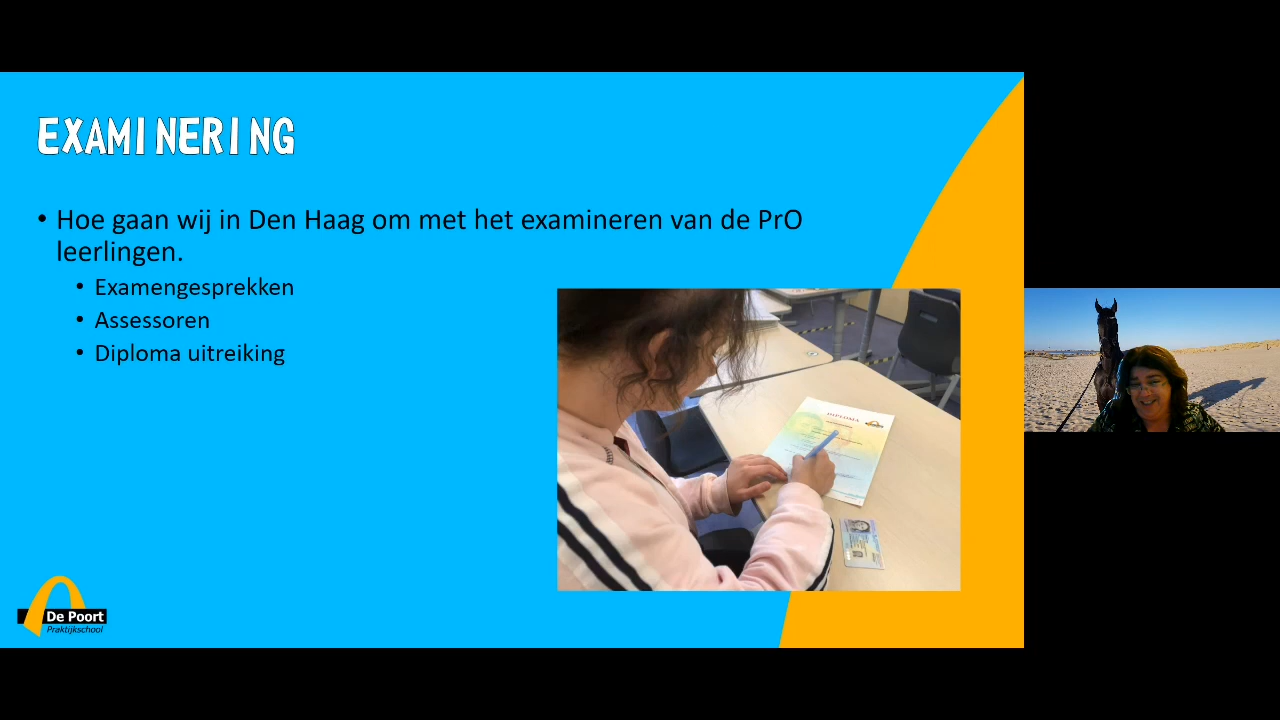 EXAMINERING
• Hoe gaan wij in Den Haag om met het examineren van de PrO
leerlingen.
• Examengesprekken
• Assessoren
• Diploma uitreiking
DIPLOMA
De Poort
Praktijkschool